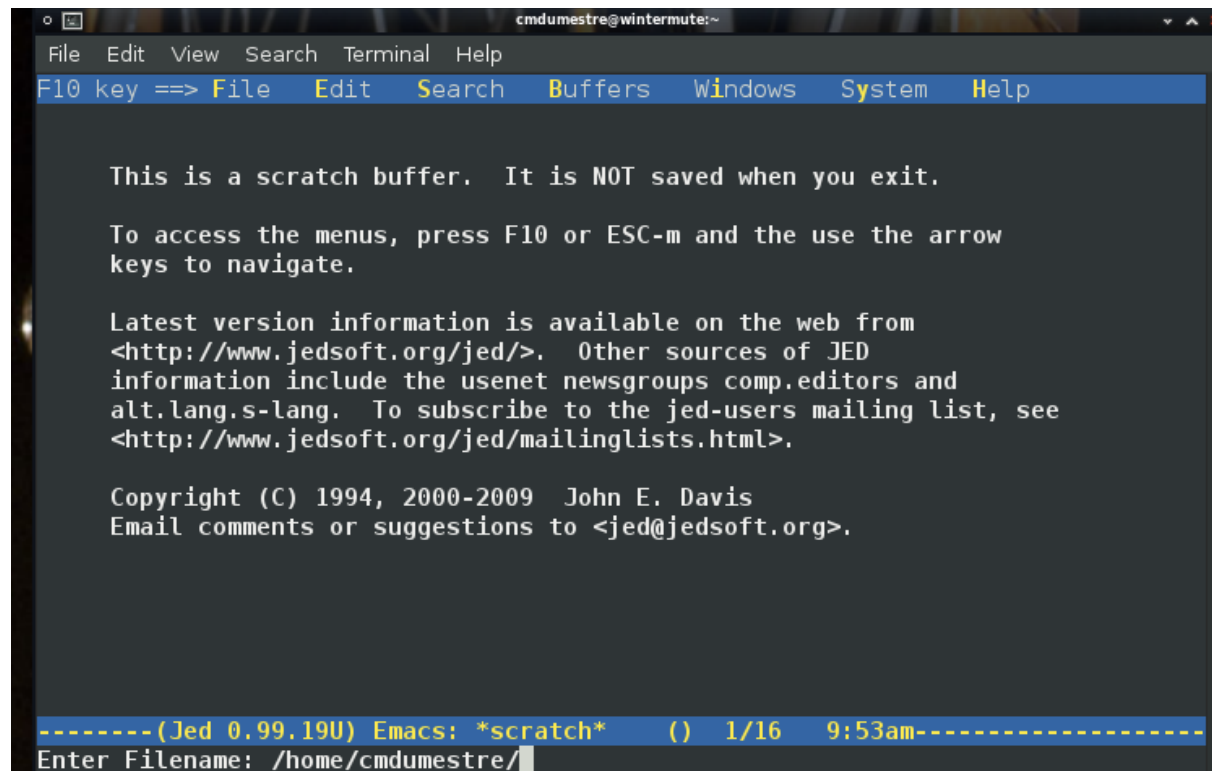 cmdumestre@wintermute:~
File Edit View Search Terminal Help
F10 key ==> File Edit Search Buffers Windows System Help
This is a scratch buffer. It is NOT saved when you exit.
To access the menus, press F10 or ESC-m and the use the arrow
keys to navigate.
Latest version information is available on the web from
<http://www.jedsoft.org/jed/>. Other sources of JED
information include the usenet newsgroups comp.editors and
alt.lang.s-lang. To subscribe to the jed-users mailing list, see
<http://www.jedsoft.org/jed/mailinglists.html>.
Copyright (C) 1994, 2000-2009 John E. Davis
Email comments or suggestions to <jed@jedsoft.org>.
--------(Jed 0.99.19U) Emacs: *scratch* () 1/16 9:53am--------------------
Enter Filename: /home/cmdumestre/